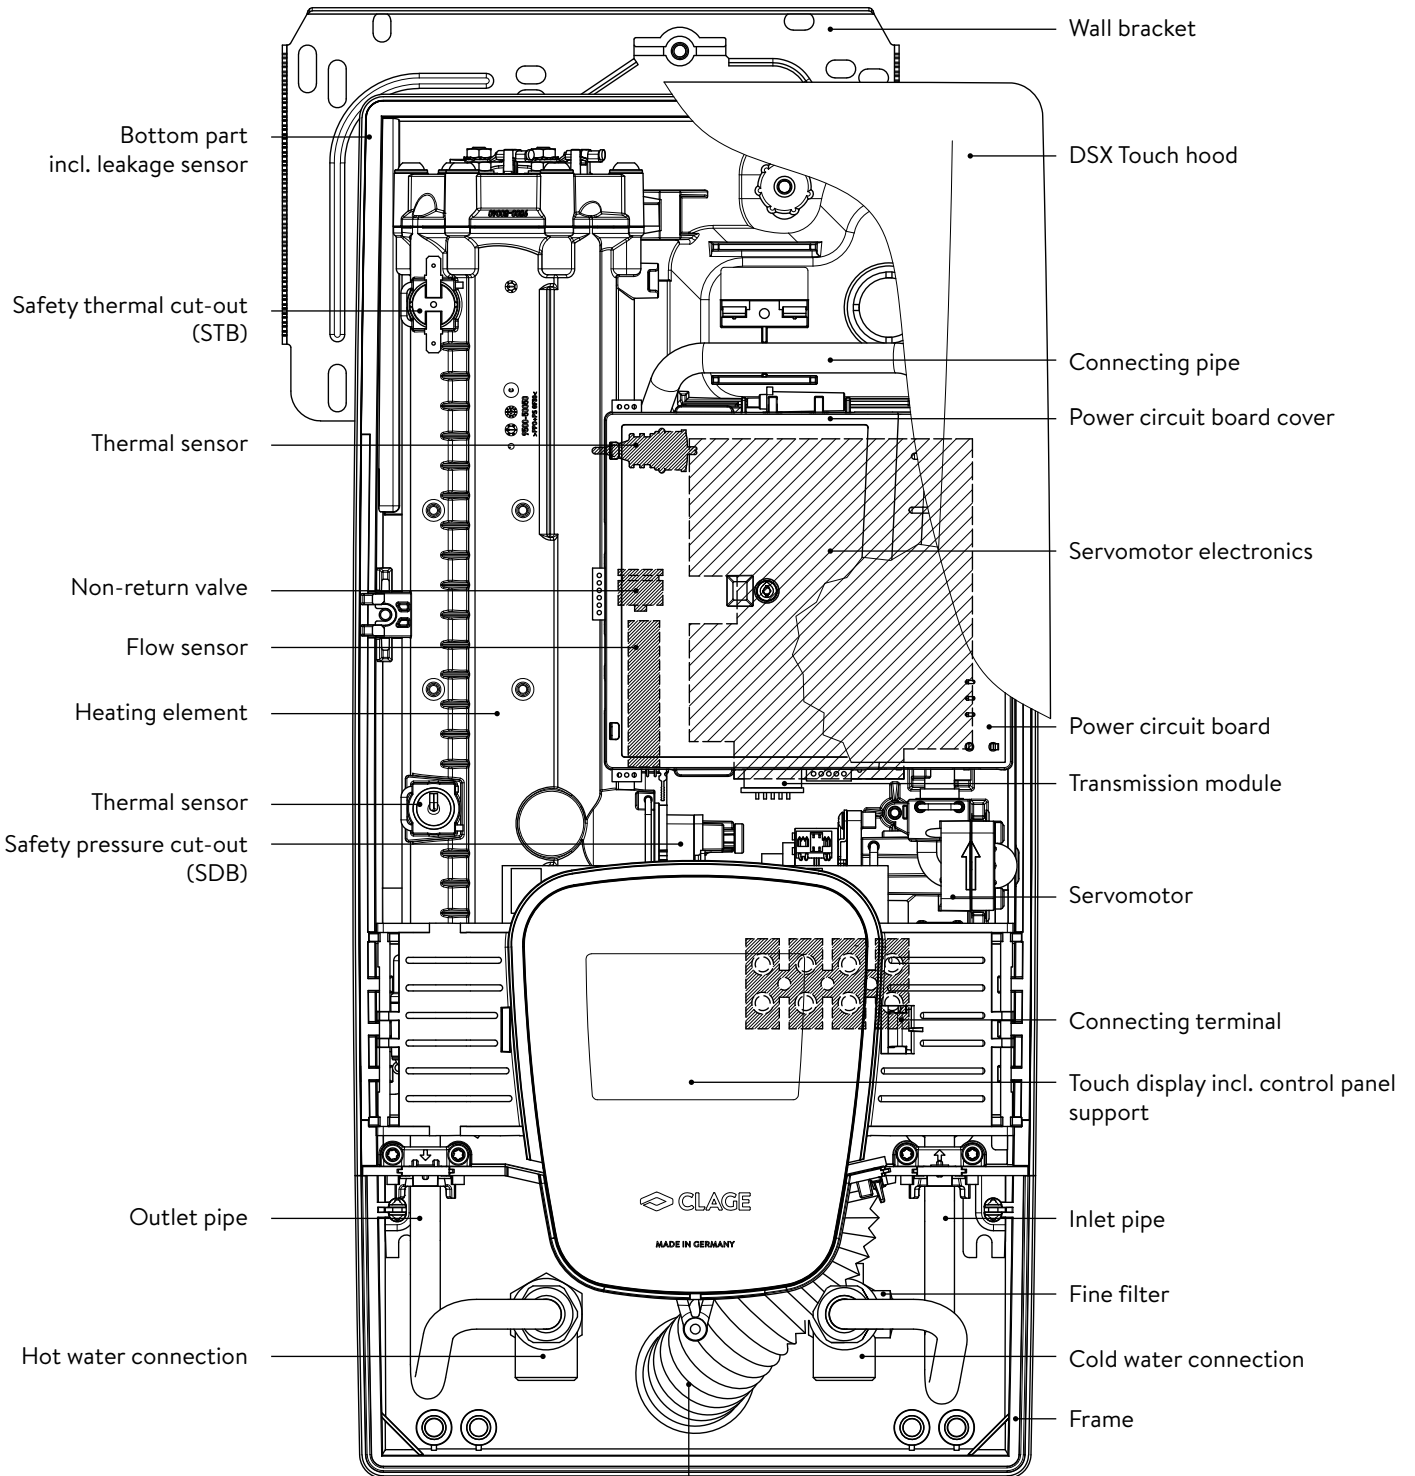 Wall bracket
Bottom part
incl. leakage sensor
DSX Touch hood
Safety thermal cut-out
(STB)
Connecting pipe
Power circuit board cover
Thermal sensor
Servomotor electronics
Non-return valve
Flow sensor
Heating element
Power circuit board
Transmission module
Thermal sensor
Safety pressure cut-out
(SDB)
Servomotor
Connecting terminal
Touch display incl. control panel
support
CLAGE
MADE IN GERMANY
Outlet pipe
Inlet pipe
Fine filter
Hot water connection
Cold water connection
Frame